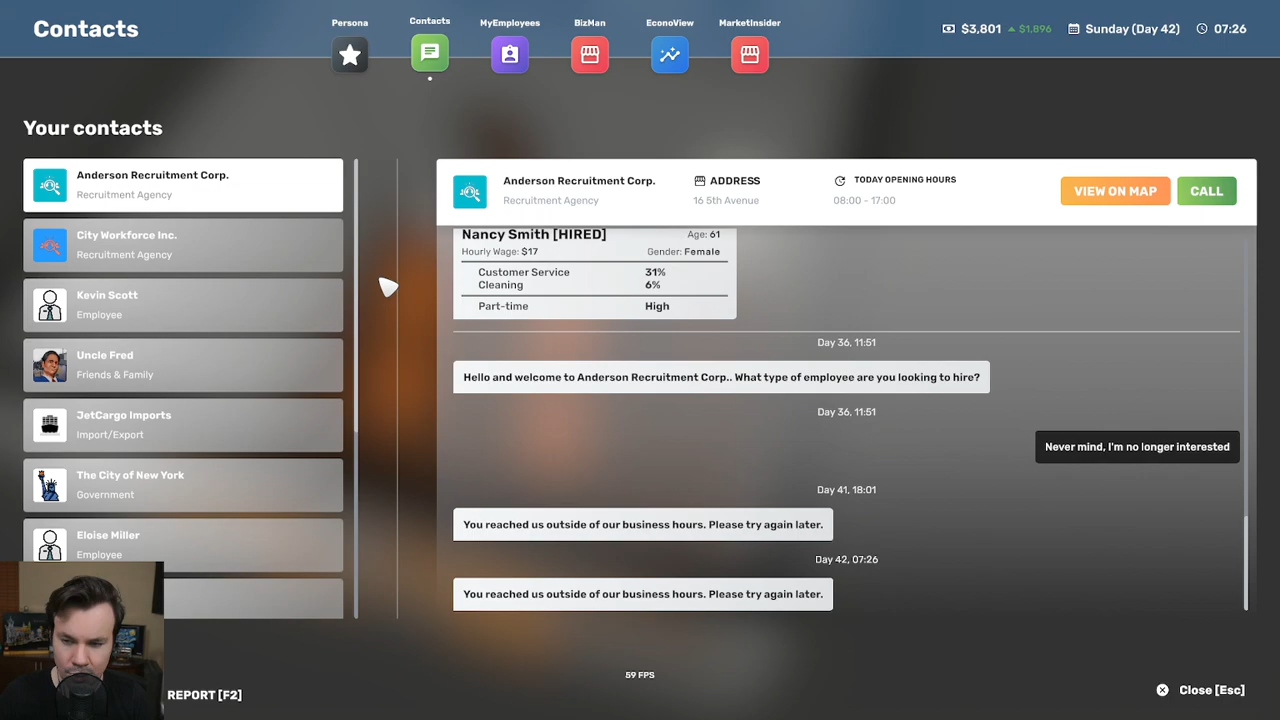 Contacts
Persona
Contacts
MyEmployees
BizMan
EconoView
MarketInsider
$3,801
$1,896
Sunday (Day 42)
07:26
Your contacts
Anderson Recruitment Corp.
Recruitment Agency
City Workforce Inc.
Recruitment Agency
Kevin Scott
Employee
Uncle Fred
Friends & Family
JetCargo Imports
Import/Export
The City of New York
Government
Eloise Miller
Employee
Anderson Recruitment Corp.
Recruitment Agency
ADDRESS
16 5th Avenue
TODAY OPENING HOURS
08:00 - 17:00
VIEW ON MAP
CALL
Nancy Smith [HIRED]
Age: 61
Hourly Wage: $17
Gender: Female
Customer Service 31%
Cleaning 6%
Part-time High
Day 36, 11:51
Hello and welcome to Anderson Recruitment Corp.. What type of employee are you looking to hire?
Day 36, 11:51
Never mind, I'm no longer interested
Day 41, 18:01
You reached us outside of our business hours. Please try again later.
Day 42, 07:26
You reached us outside of our business hours. Please try again later.
59 FPS
REPORT [F2]
Close [Esc]